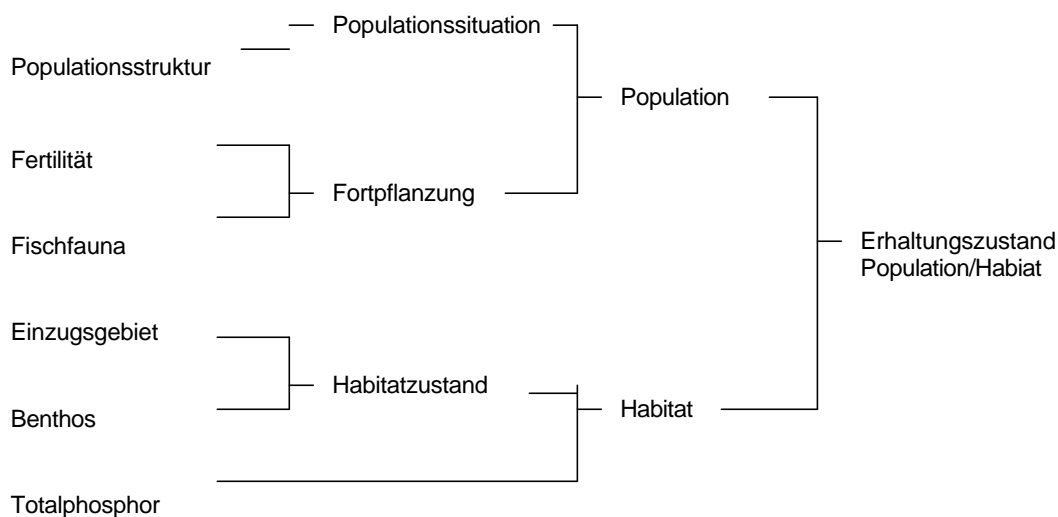 Populationssituation
Populationsstruktur
Population
Fertilität
Fortpflanzung
Fischfauna
Erhaltungszustand
Population/Habiat
Einzugsgebiet
Habitatzustand
Benthos
Habitat
Totalphosphor